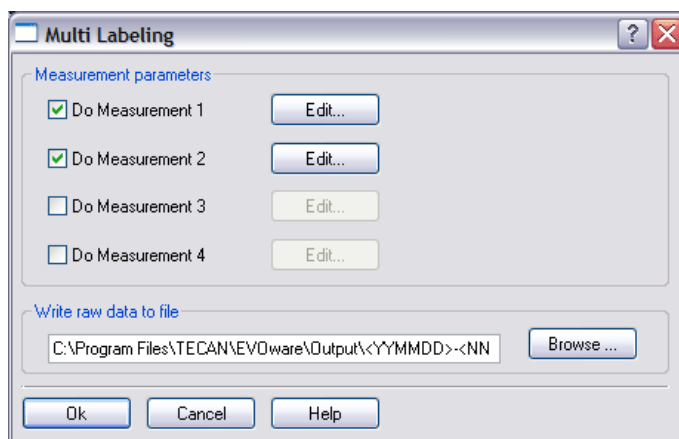 Multi Labeling
Measurement parameters
Do Measurement 1 Edit...
Do Measurement 2 Edit...
Do Measurement 3 Edit...
Do Measurement 4 Edit...
Write raw data to file
C:\Program Files\TECAN\EVOware\Output\<YYMMDD>-<NN Browse ...
Ok Cancel Help